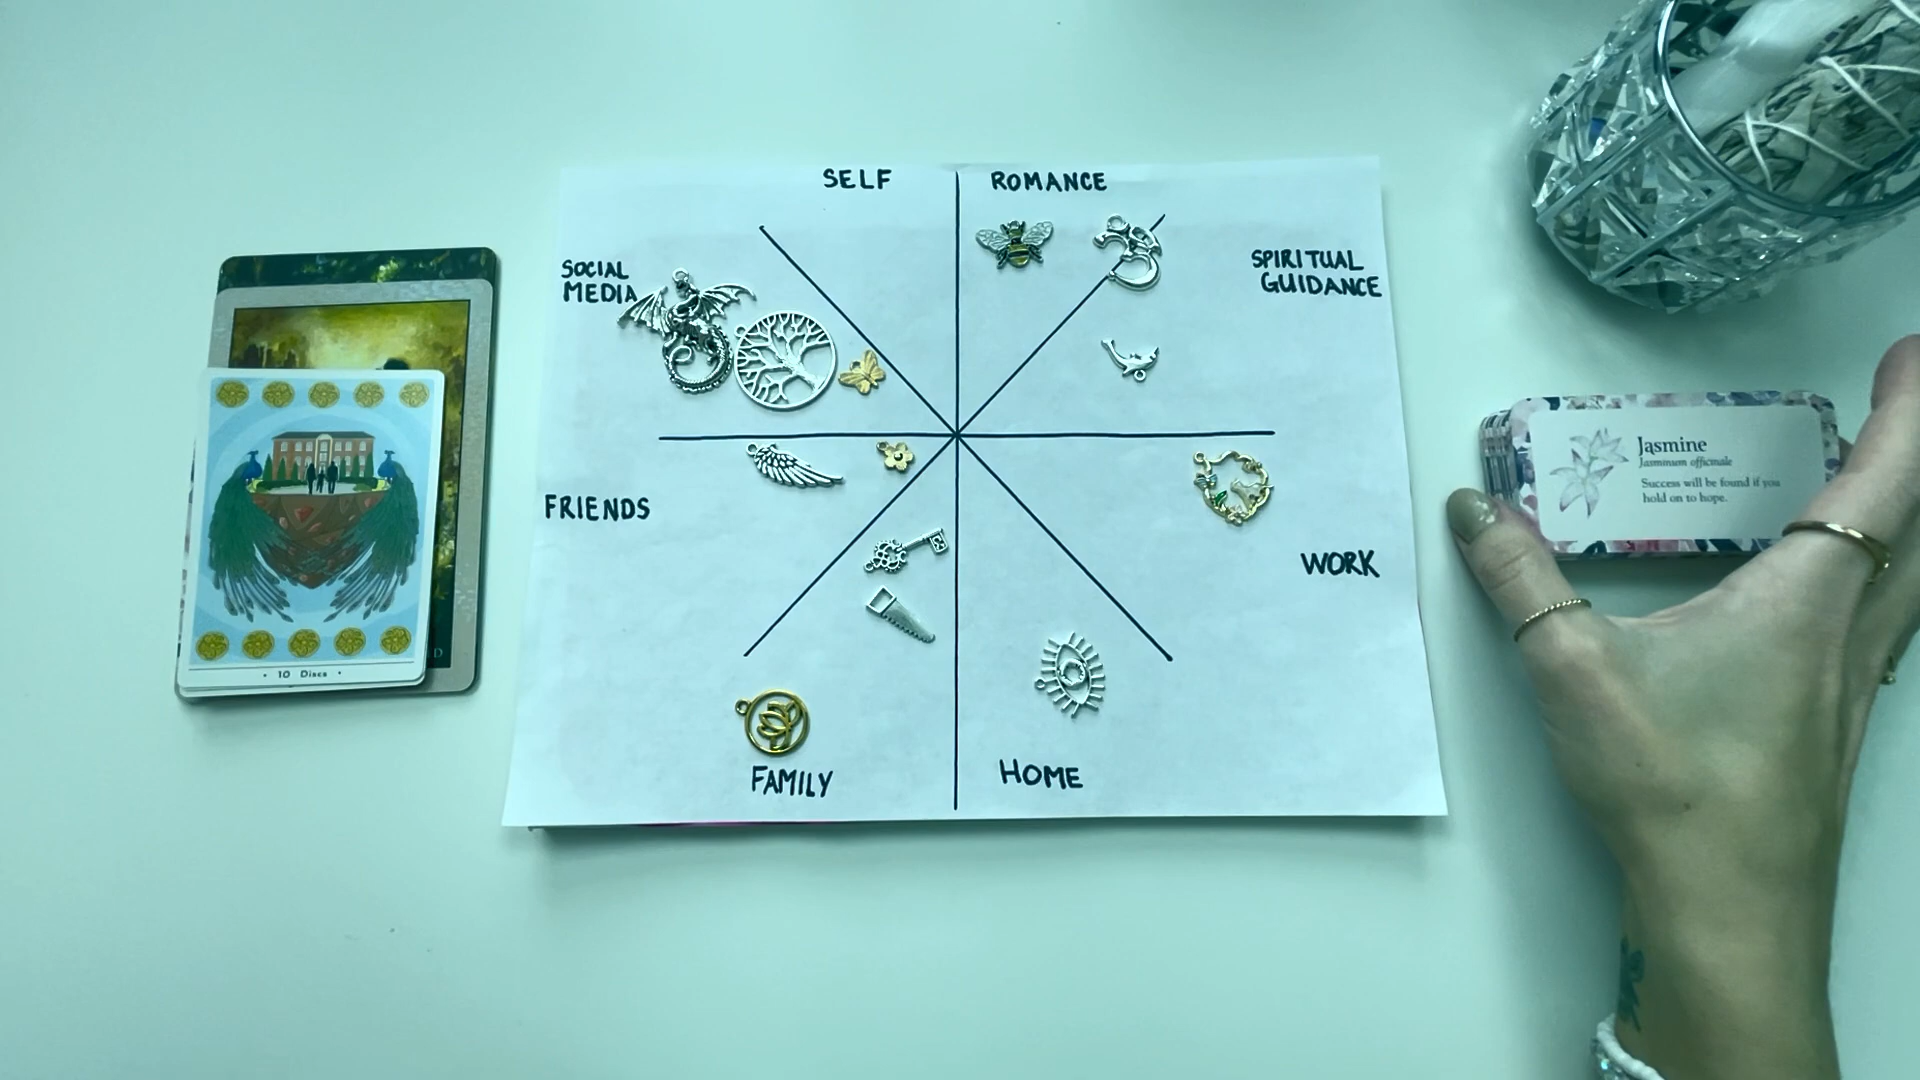 SELF
ROMANCE
SOCIAL
MEDIA
SPIRITUAL
GUIDANCE
FRIENDS
WORK
FAMILY
HOME
· 10 Discs ·
D
Jasmine
Jasminum officinale
Success will be found if you
hold on to hope.